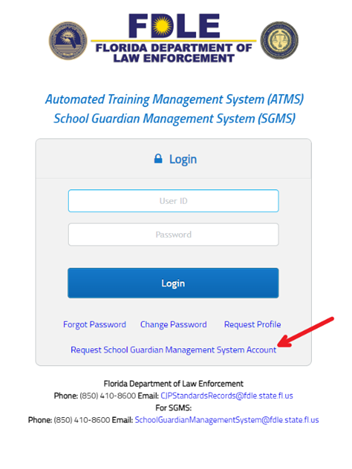 FDLE
FLORIDA DEPARTMENT OF
LAW ENFORCEMENT
Automated Training Management System (ATMS)
School Guardian Management System (SGMS)
Login
User ID
Password
Login
Forgot Password Change Password Request Profile
Request School Guardian Management System Account
Florida Department of Law Enforcement
Phone: (850) 410-8600 Email: CJPStandardsRecords@fdle.state.fl.us
For SGMS:
Phone: (850) 410-8600 Email: SchoolGuardianManagementSystem@fdle.state.fl.us